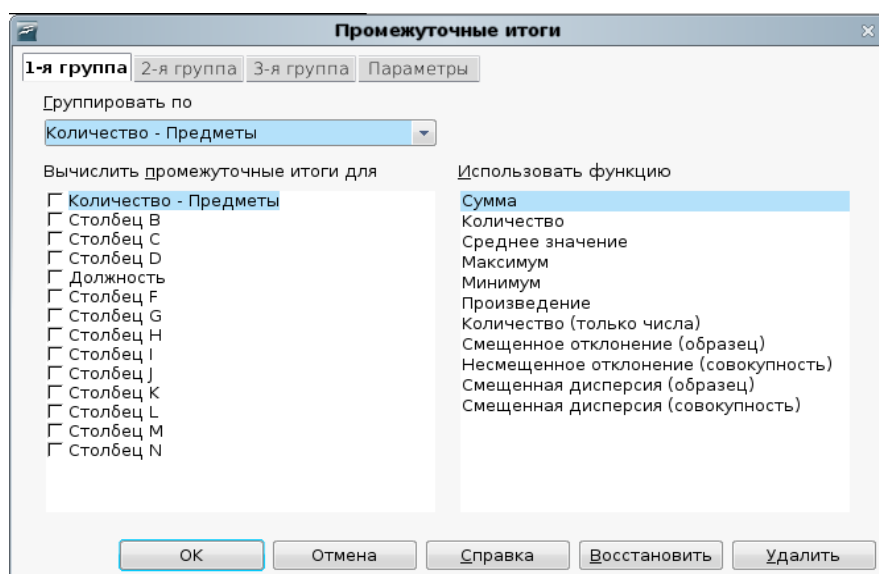 Промежуточные итоги
1-я группа 2-я группа 3-я группа Параметры
Группировать по
Количество - Предметы
Вычислить промежуточные итоги для
Количество - Предметы
Столбец B
Столбец C
Столбец D
Должность
Столбец F
Столбец G
Столбец H
Столбец I
Столбец J
Столбец K
Столбец L
Столбец M
Столбец N
Использовать функцию
Сумма
Количество
Среднее значение
Максимум
Минимум
Произведение
Количество (только числа)
Смещенное отклонение (образец)
Несмещенное отклонение (совокупность)
Смещенная дисперсия (образец)
Смещенная дисперсия (совокупность)
ОК Отмена Справка Восстановить Удалить